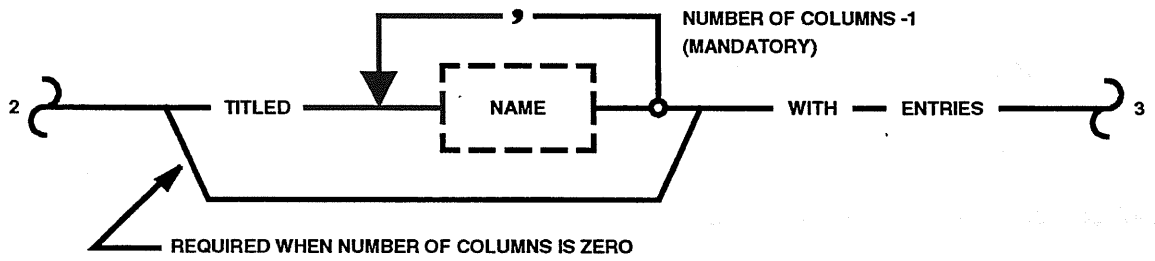 ,
NUMBER OF COLUMNS -1
(MANDATORY)
2 TITLED NAME WITH ENTRIES 3
REQUIRED WHEN NUMBER OF COLUMNS IS ZERO